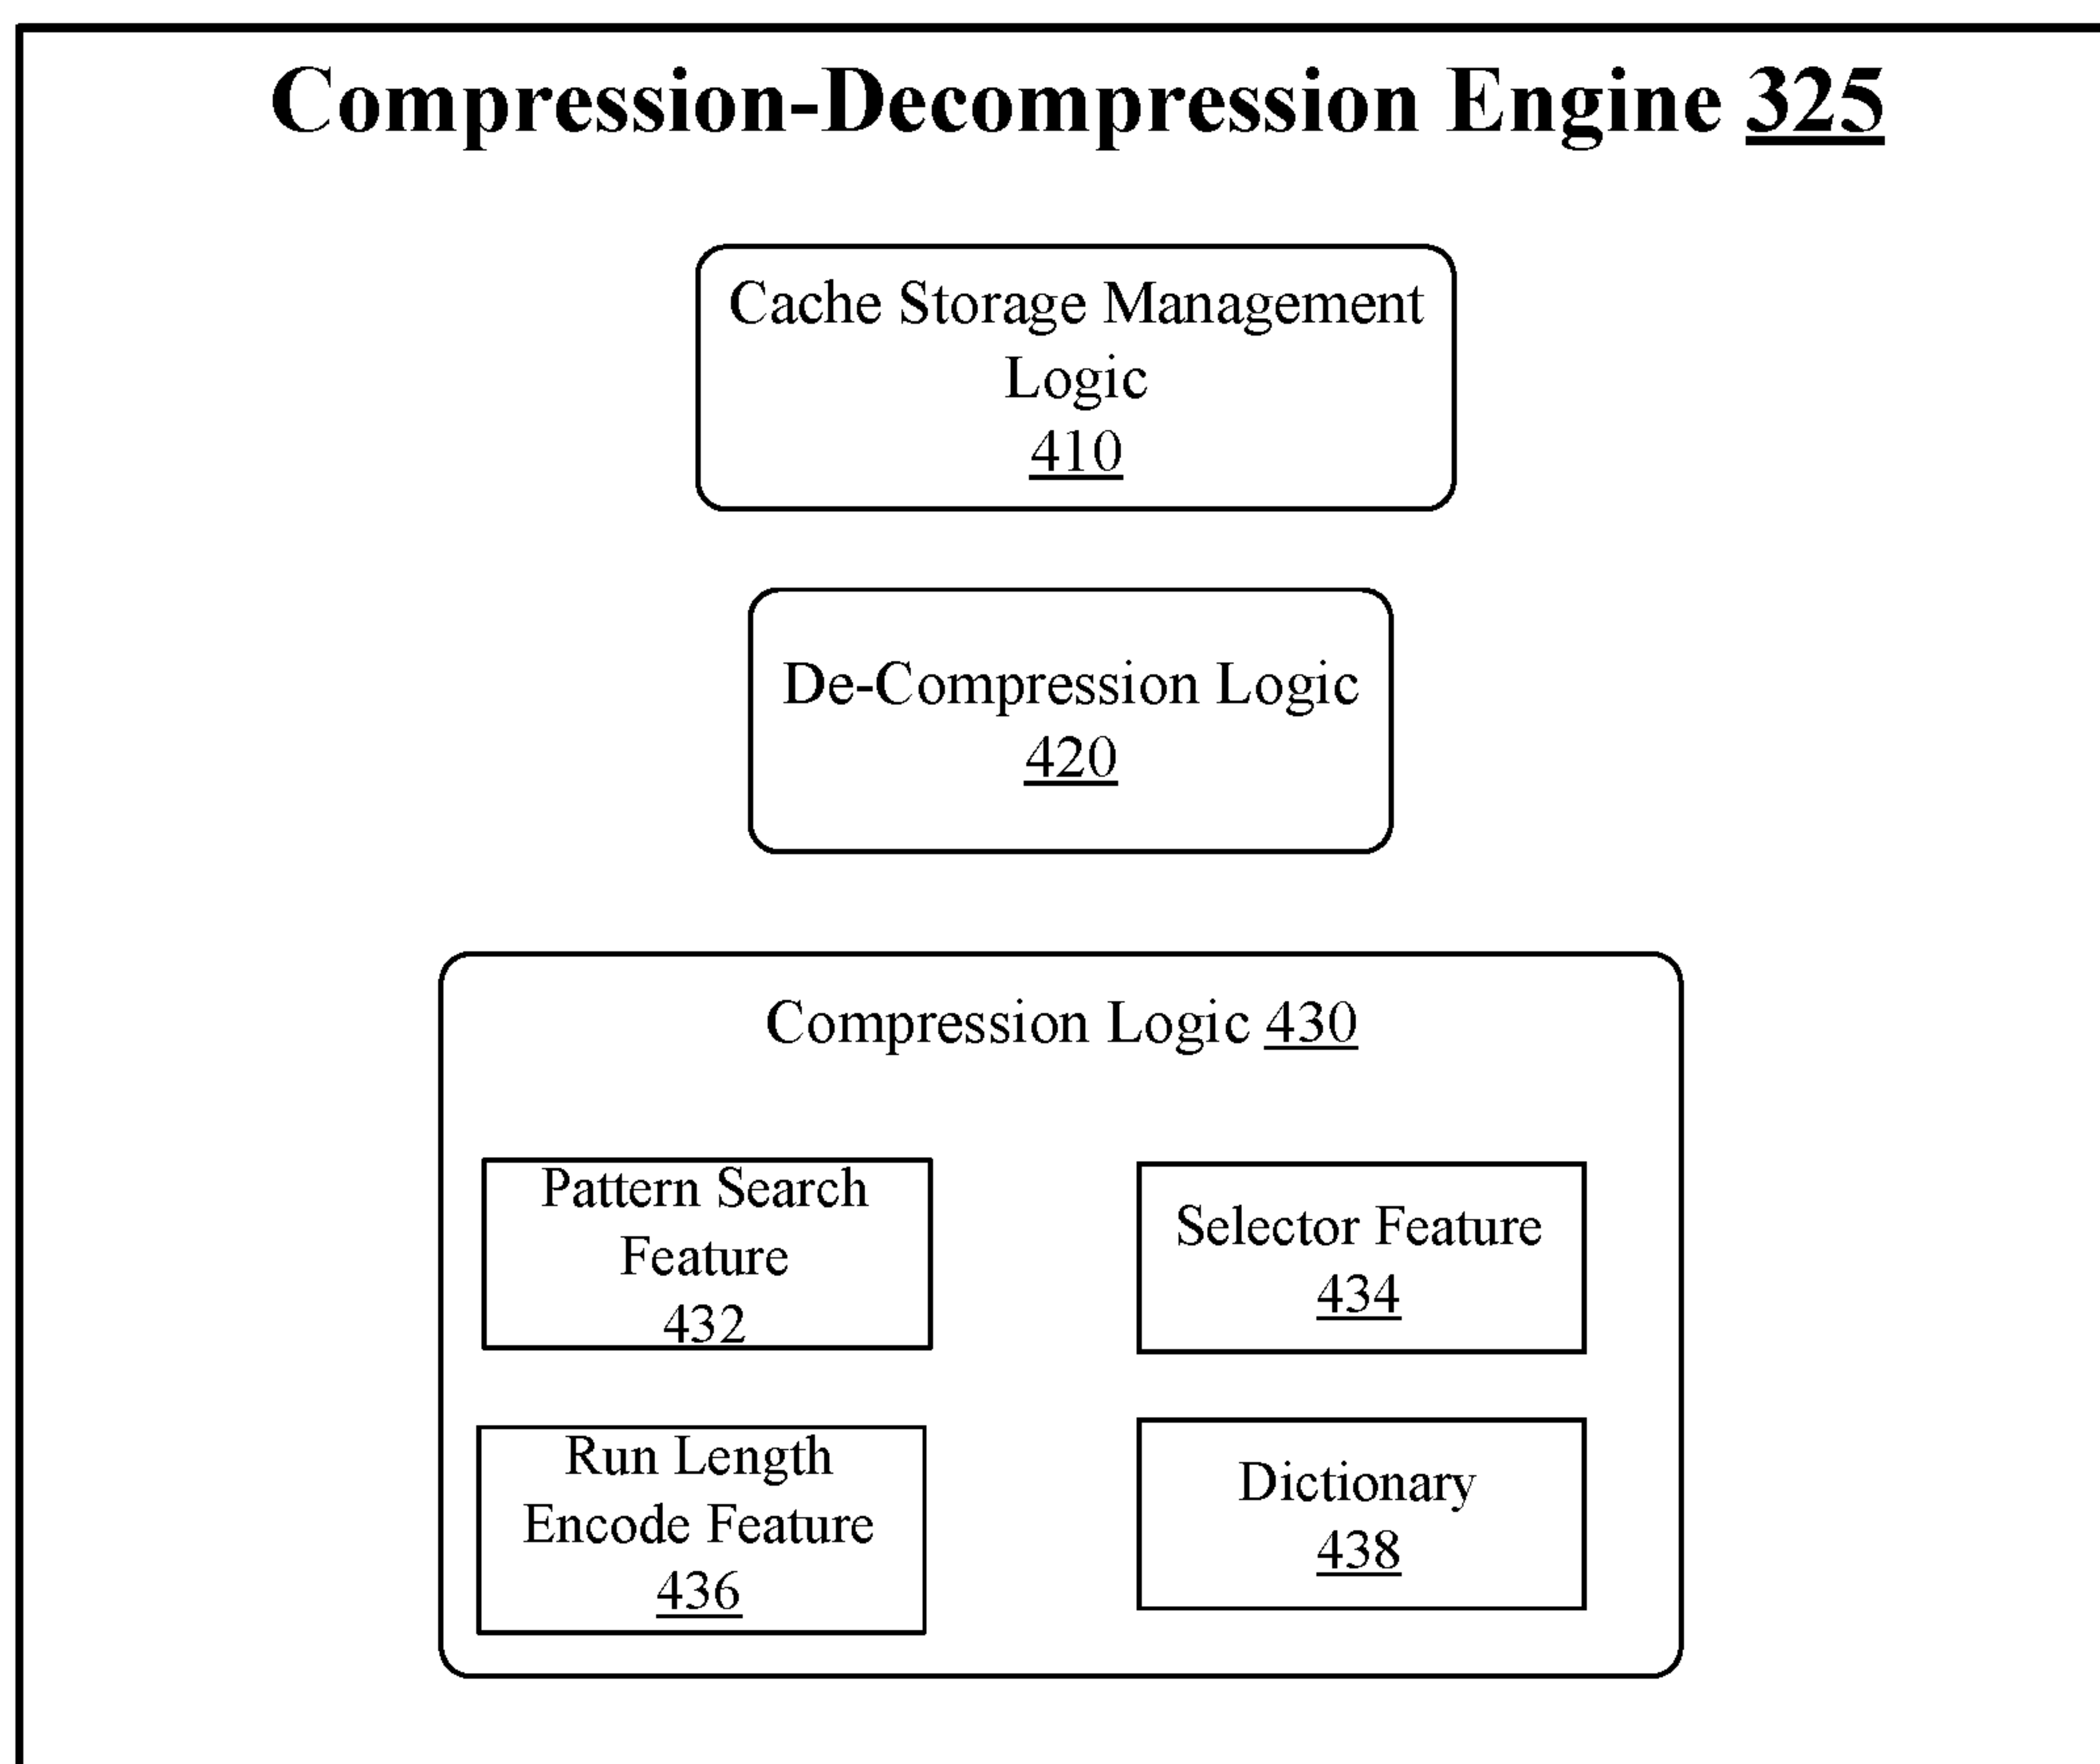 Compression-Decompression Engine 325
Cache Storage Management
Logic
410
De-Compression Logic
420
Compression Logic 430
Pattern Search
Feature
432
Selector Feature
434
Run Length
Encode Feature
436
Dictionary
438